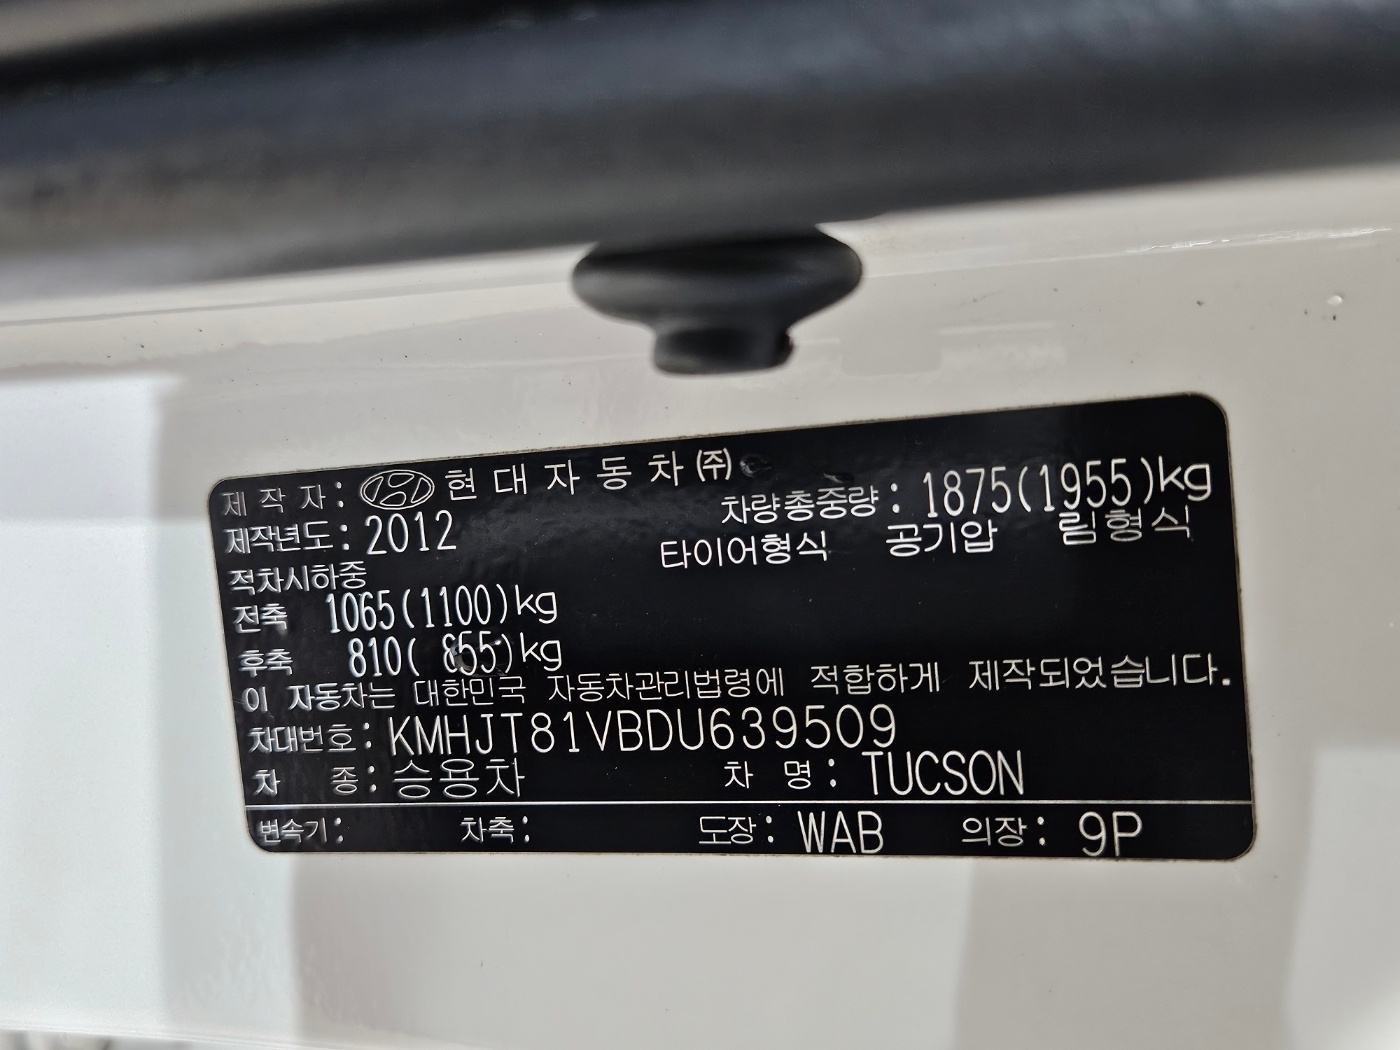 제 작 자 : 현 대 자 동 차 ㈜
차량총중량 : 1875(1955)kg
제작년도 : 2012
타이어형식 공기압 림형식
적차시하중
전축 1065(1100)kg
후축 810( 855)kg
이 자동차는 대한민국 자동차관리법령에 적합하게 제작되었습니다.
차대번호 : KMHJT81VBDU639509
차 종 : 승용차 차 명 : TUCSON
변속기 : 차축 : 도장 : WAB 의장 : 9P